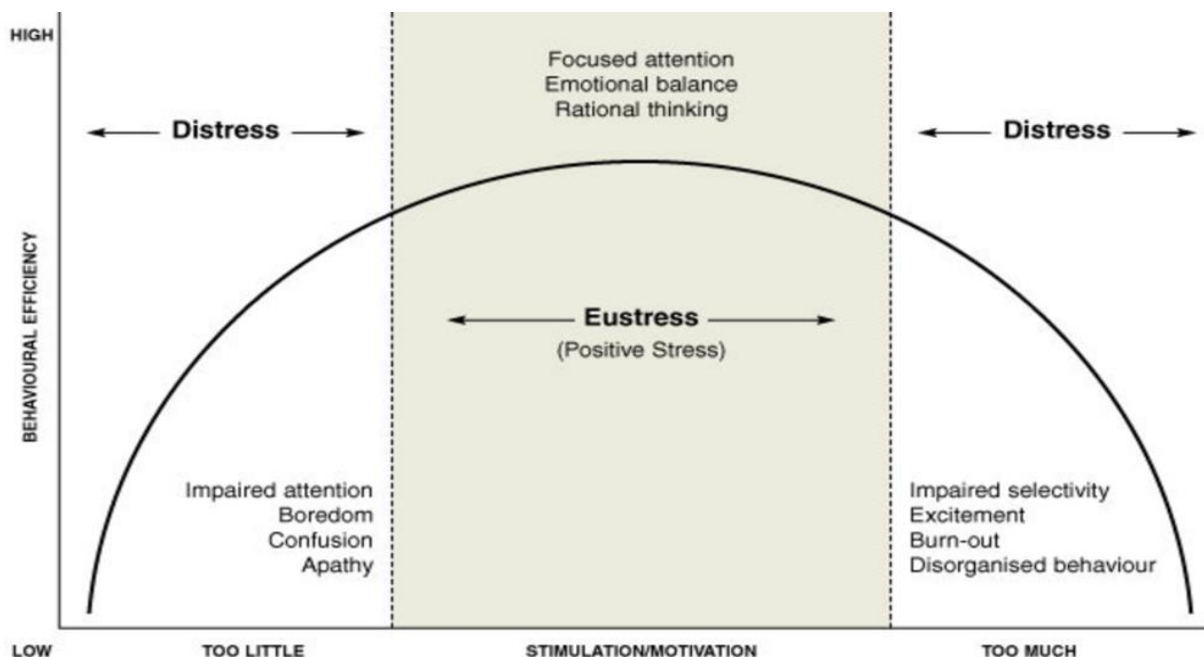 HIGH
Focused attention
Emotional balance
Rational thinking
Distress
Distress
BEHAVIOURAL EFFICIENCY
Eustress
(Positive Stress)
Impaired attention
Boredom
Confusion
Apathy
Impaired selectivity
Excitement
Burn-out
Disorganised behaviour
LOW
TOO LITTLE
STIMULATION/MOTIVATION
TOO MUCH